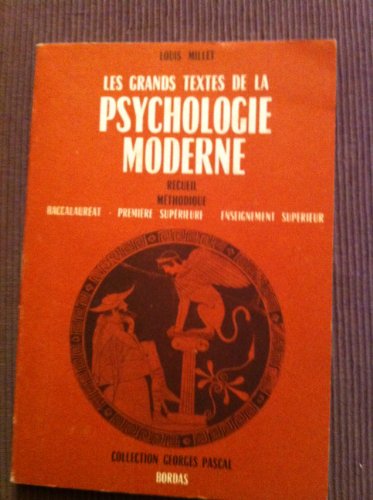 LOUIS MILLET
LES GRANDS TEXTES DE LA
PSYCHOLOGIE
MODERNE
RECUEIL
MÉTHODIQUE
BACCALAURÉAT - PREMIÈRE SUPÉRIEURE - ENSEIGNEMENT SUPÉRIEUR
COLLECTION GEORGES PASCAL
BORDAS